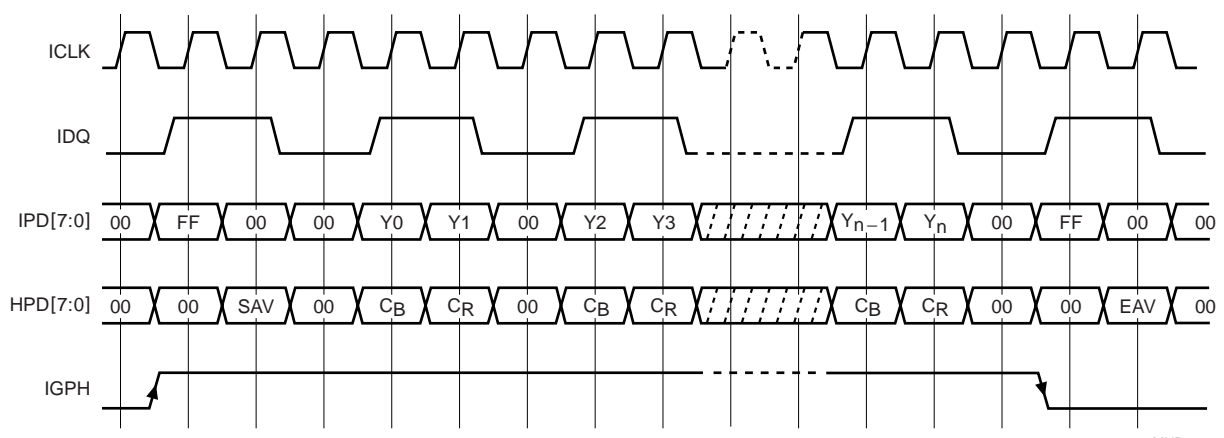 ICLK
IDQ
IPD[7:0] 00 FF 00 00 Y0 Y1 00 Y2 Y3 Yn–1 Yn 00 FF 00 00
HPD[7:0] 00 00 SAV 00 CB CR 00 CB CR CB CR 00 00 EAV 00
IGPH